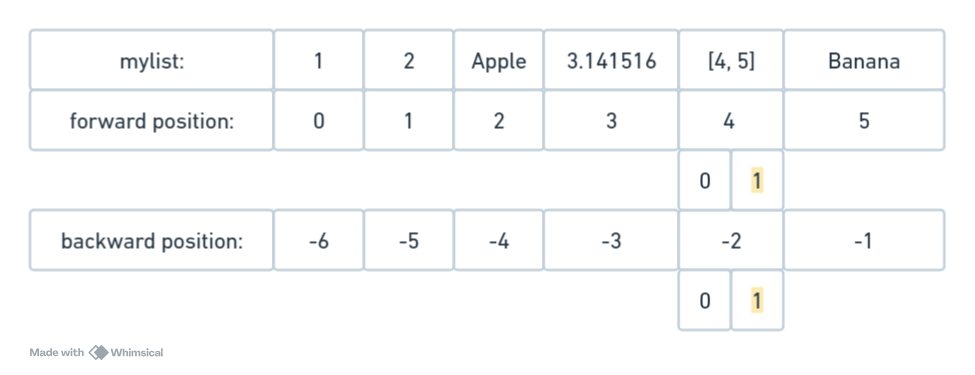 mylist: 1 2 Apple 3.141516 [4, 5] Banana
forward position: 0 1 2 3 4 5
0 1
backward position: -6 -5 -4 -3 -2 -1
0 1
Made with Whimsical